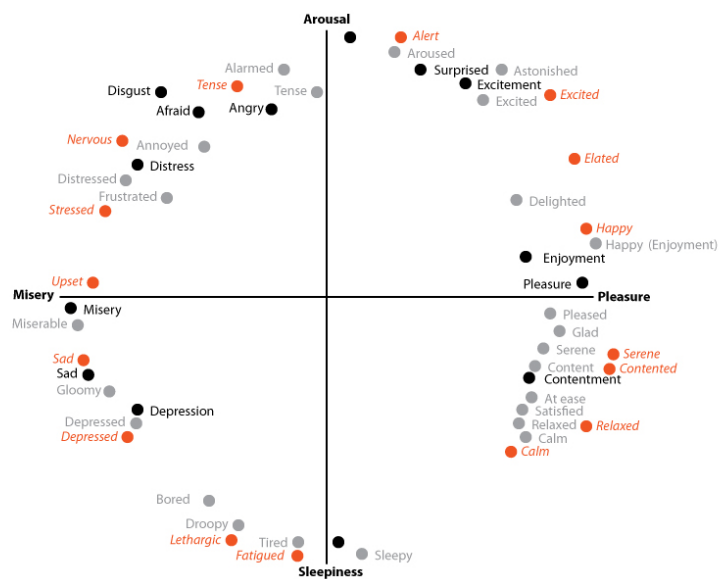 Arousal
Alert
Aroused
Alarmed
Surprised
Astonished
Tense
Excitement
Disgust
Tense
Excited
Excited
Afraid
Angry
Nervous
Annoyed
Elated
Distress
Distressed
Frustrated
Delighted
Stressed
Happy
Happy (Enjoyment)
Enjoyment
Upset
Pleasure
Misery
Pleasure
Misery
Pleased
Miserable
Glad
Serene
Serene
Sad
Content
Contented
Sad
Contentment
Gloomy
At ease
Depression
Satisfied
Depressed
Relaxed
Relaxed
Depressed
Calm
Calm
Bored
Droopy
Lethargic
Tired
Fatigued
Sleepy
Sleepiness